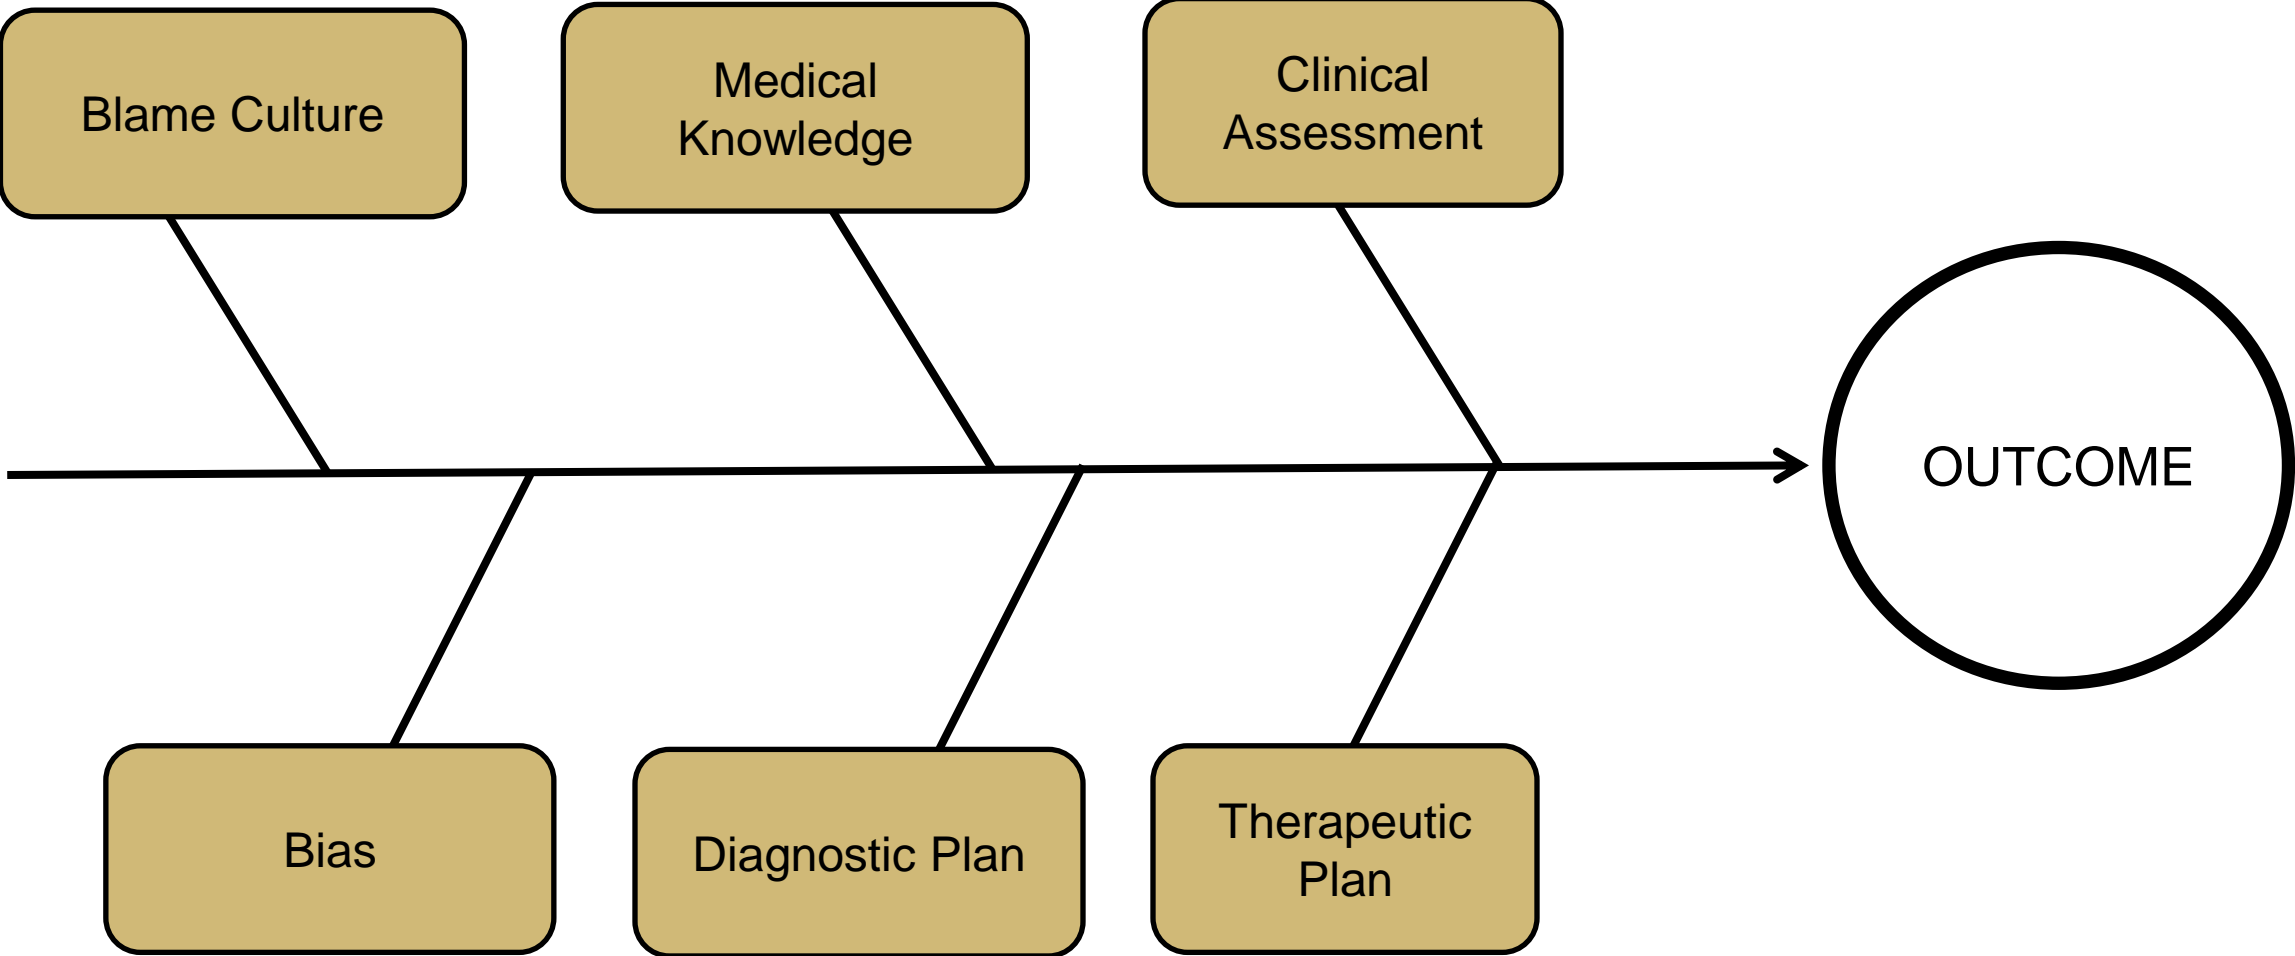 Blame Culture
Medical
Knowledge
Clinical
Assessment
OUTCOME
Bias
Diagnostic Plan
Therapeutic
Plan